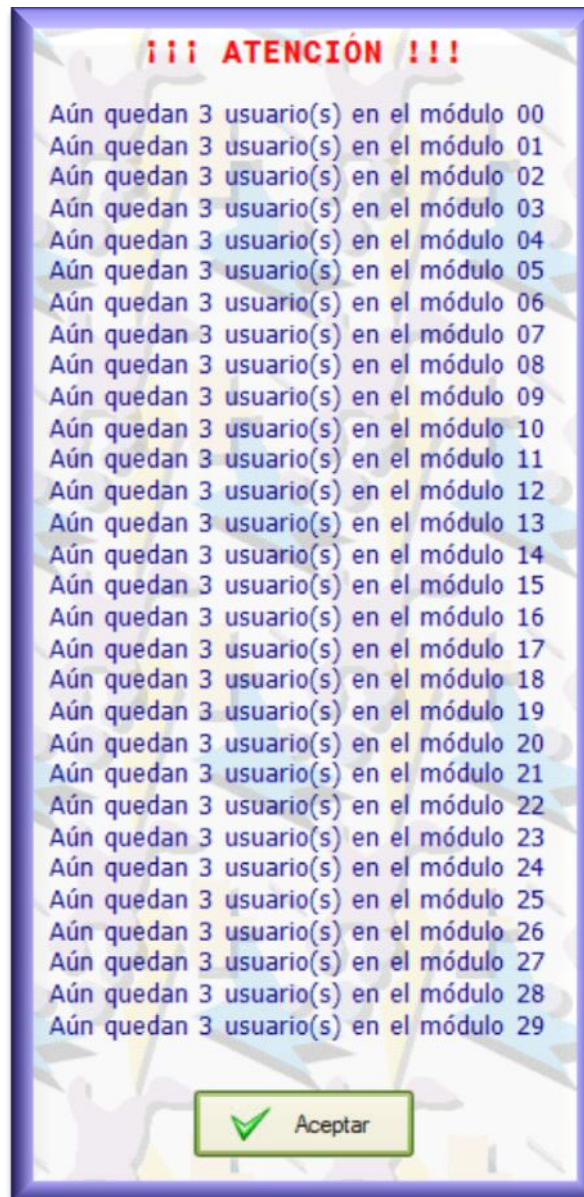 ¡¡¡ ATENCIÓN !!!
Aún quedan 3 usuario(s) en el módulo 00
Aún quedan 3 usuario(s) en el módulo 01
Aún quedan 3 usuario(s) en el módulo 02
Aún quedan 3 usuario(s) en el módulo 03
Aún quedan 3 usuario(s) en el módulo 04
Aún quedan 3 usuario(s) en el módulo 05
Aún quedan 3 usuario(s) en el módulo 06
Aún quedan 3 usuario(s) en el módulo 07
Aún quedan 3 usuario(s) en el módulo 08
Aún quedan 3 usuario(s) en el módulo 09
Aún quedan 3 usuario(s) en el módulo 10
Aún quedan 3 usuario(s) en el módulo 11
Aún quedan 3 usuario(s) en el módulo 12
Aún quedan 3 usuario(s) en el módulo 13
Aún quedan 3 usuario(s) en el módulo 14
Aún quedan 3 usuario(s) en el módulo 15
Aún quedan 3 usuario(s) en el módulo 16
Aún quedan 3 usuario(s) en el módulo 17
Aún quedan 3 usuario(s) en el módulo 18
Aún quedan 3 usuario(s) en el módulo 19
Aún quedan 3 usuario(s) en el módulo 20
Aún quedan 3 usuario(s) en el módulo 21
Aún quedan 3 usuario(s) en el módulo 22
Aún quedan 3 usuario(s) en el módulo 23
Aún quedan 3 usuario(s) en el módulo 24
Aún quedan 3 usuario(s) en el módulo 25
Aún quedan 3 usuario(s) en el módulo 26
Aún quedan 3 usuario(s) en el módulo 27
Aún quedan 3 usuario(s) en el módulo 28
Aún quedan 3 usuario(s) en el módulo 29
Aceptar